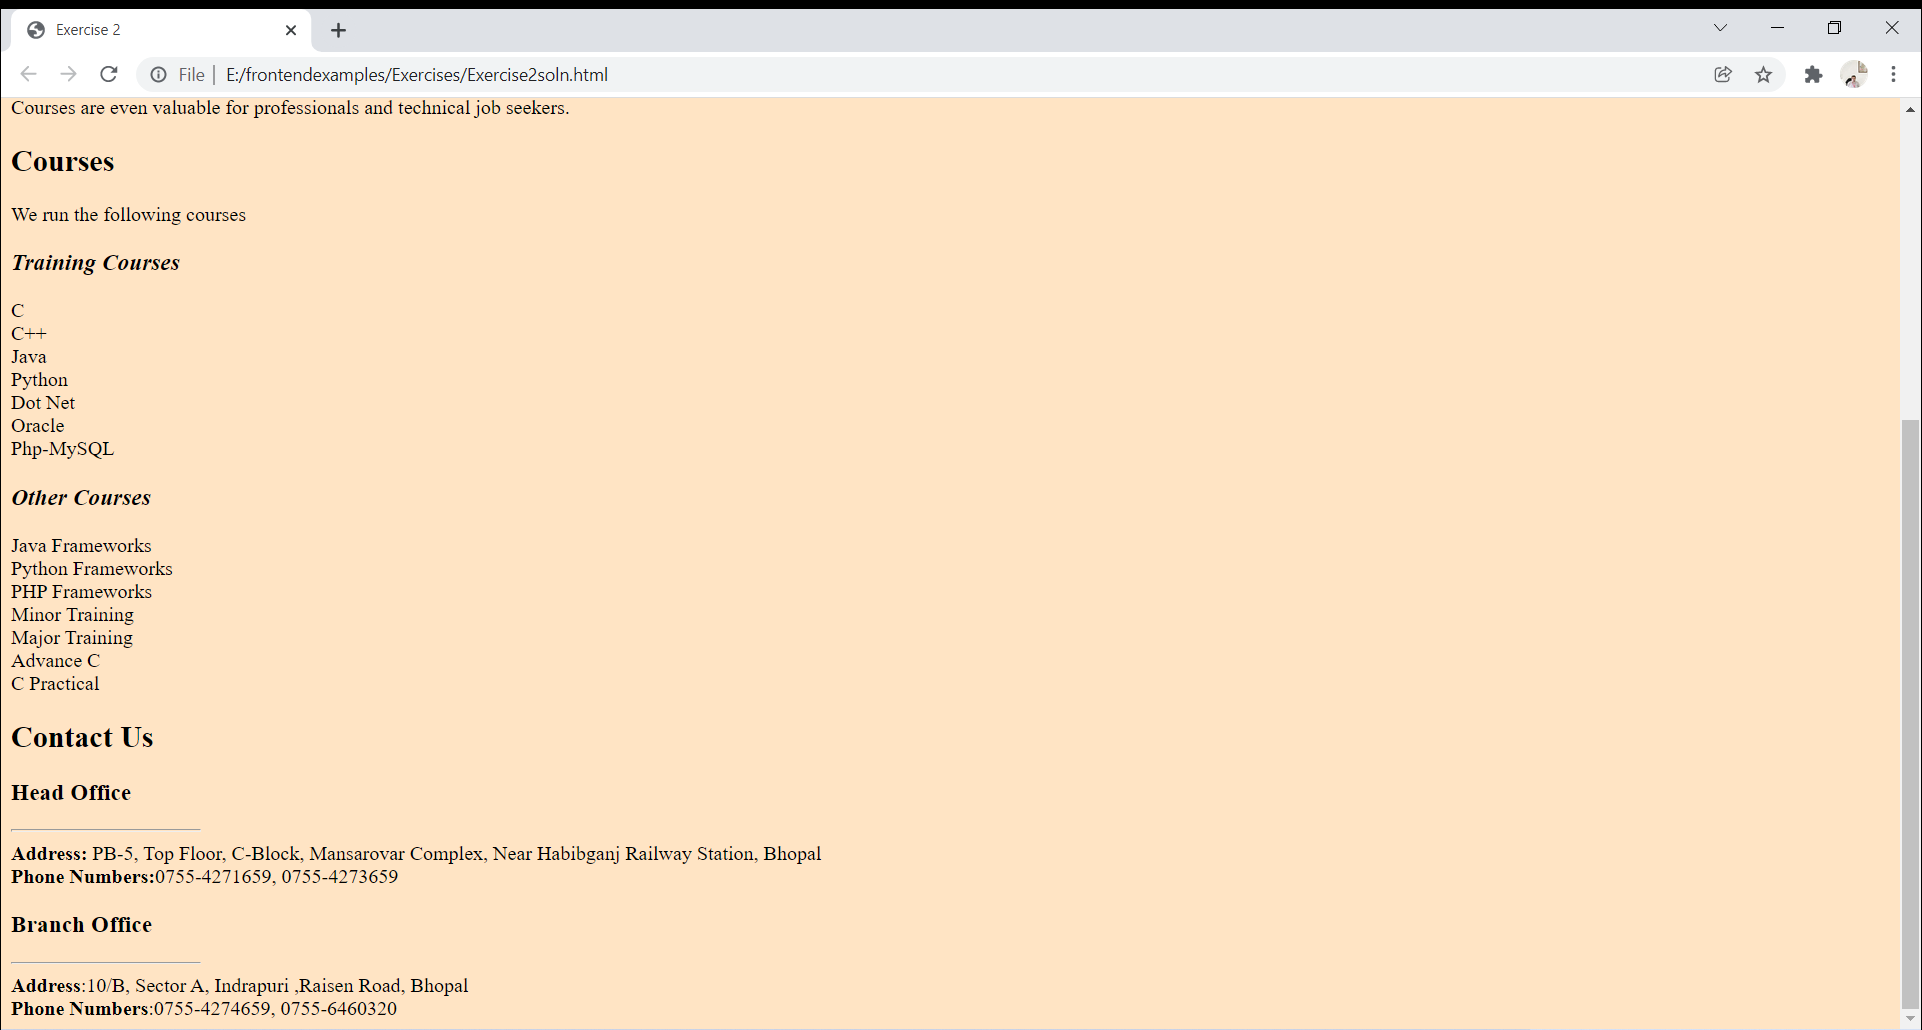 Exercise 2
File | E:/frontendexamples/Exercises/Exercise2soln.html
Courses are even valuable for professionals and technical job seekers.
Courses
We run the following courses
Training Courses
C
C++
Java
Python
Dot Net
Oracle
Php-MySQL
Other Courses
Java Frameworks
Python Frameworks
PHP Frameworks
Minor Training
Major Training
Advance C
C Practical
Contact Us
Head Office
Address: PB-5, Top Floor, C-Block, Mansarovar Complex, Near Habibganj Railway Station, Bhopal
Phone Numbers:0755-4271659, 0755-4273659
Branch Office
Address:10/B, Sector A, Indrapuri ,Raisen Road, Bhopal
Phone Numbers:0755-4274659, 0755-6460320